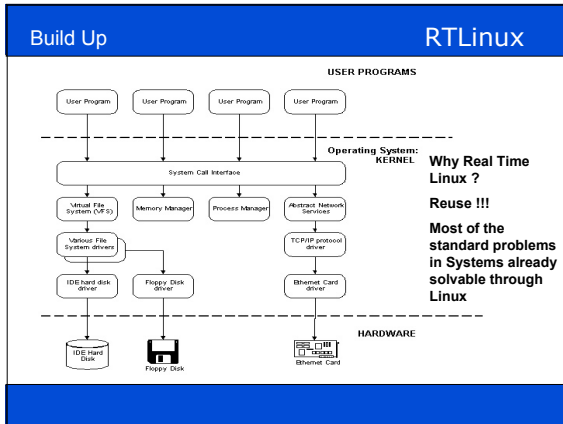 Build Up
RTLinux
USER PROGRAMS
User Program
User Program
User Program
User Program
Operating System:
KERNEL
System Call Interface
Virtual File
System (VFS)
Memory Manager
Process Manager
Abstract Network
Services
Various File
System drivers
TCP/IP protocol
driver
IDE hard disk
driver
Floppy Disk
driver
Ethernet Card
driver
HARDWARE
IDE Hard
Disk
Floppy Disk
Ethernet Card
Why Real Time
Linux ?
Reuse !!!
Most of the
standard problems
in Systems already
solvable through
Linux